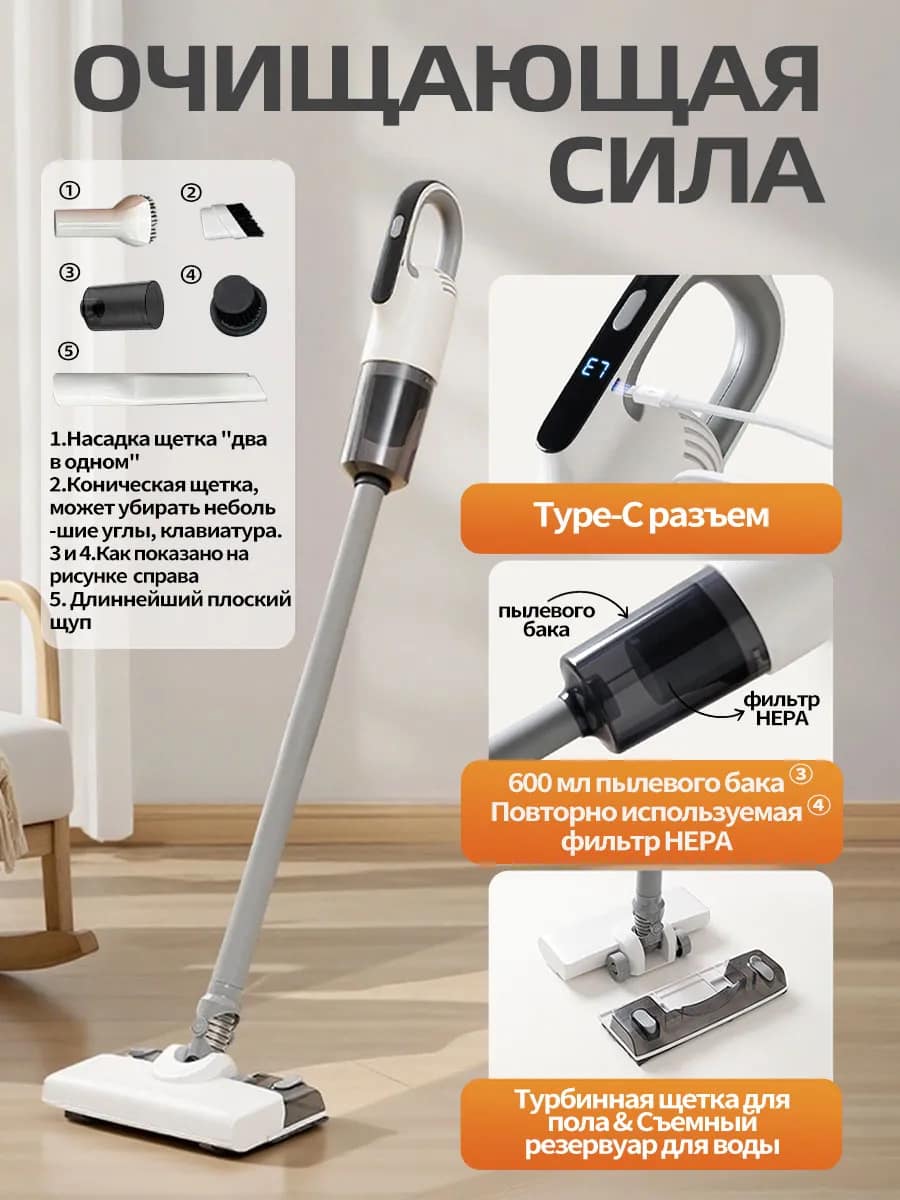 ОЧИЩАЮЩАЯ
СИЛА
①
②
③
④
⑤
1.Насадка щетка "два
в одном"
2.Коническая щетка,
может убирать неболь
-шие углы, клавиатура.
3 и 4.Как показано на
рисунке справа
5. Длиннейший плоский
щуп
E7
Type-C разъем
пылевого
бака
фильтр
HEPA
600 мл пылевого бака ③
Повторно используемая ④
фильтр HEPA
Турбинная щетка для
пола & Съемный
резервуар для воды